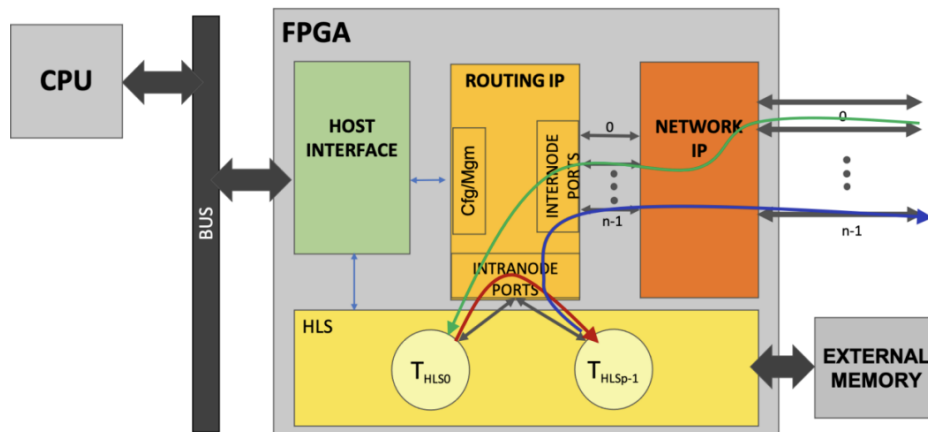 FPGA
CPU
ROUTING IP
HOST
INTERFACE
NETWORK
IP
Cfg/Mgm
INTERNODE
PORTS
0
n-1
0
n-1
BUS
INTRANODE
PORTS
HLS
THLS0
THLSp-1
EXTERNAL
MEMORY